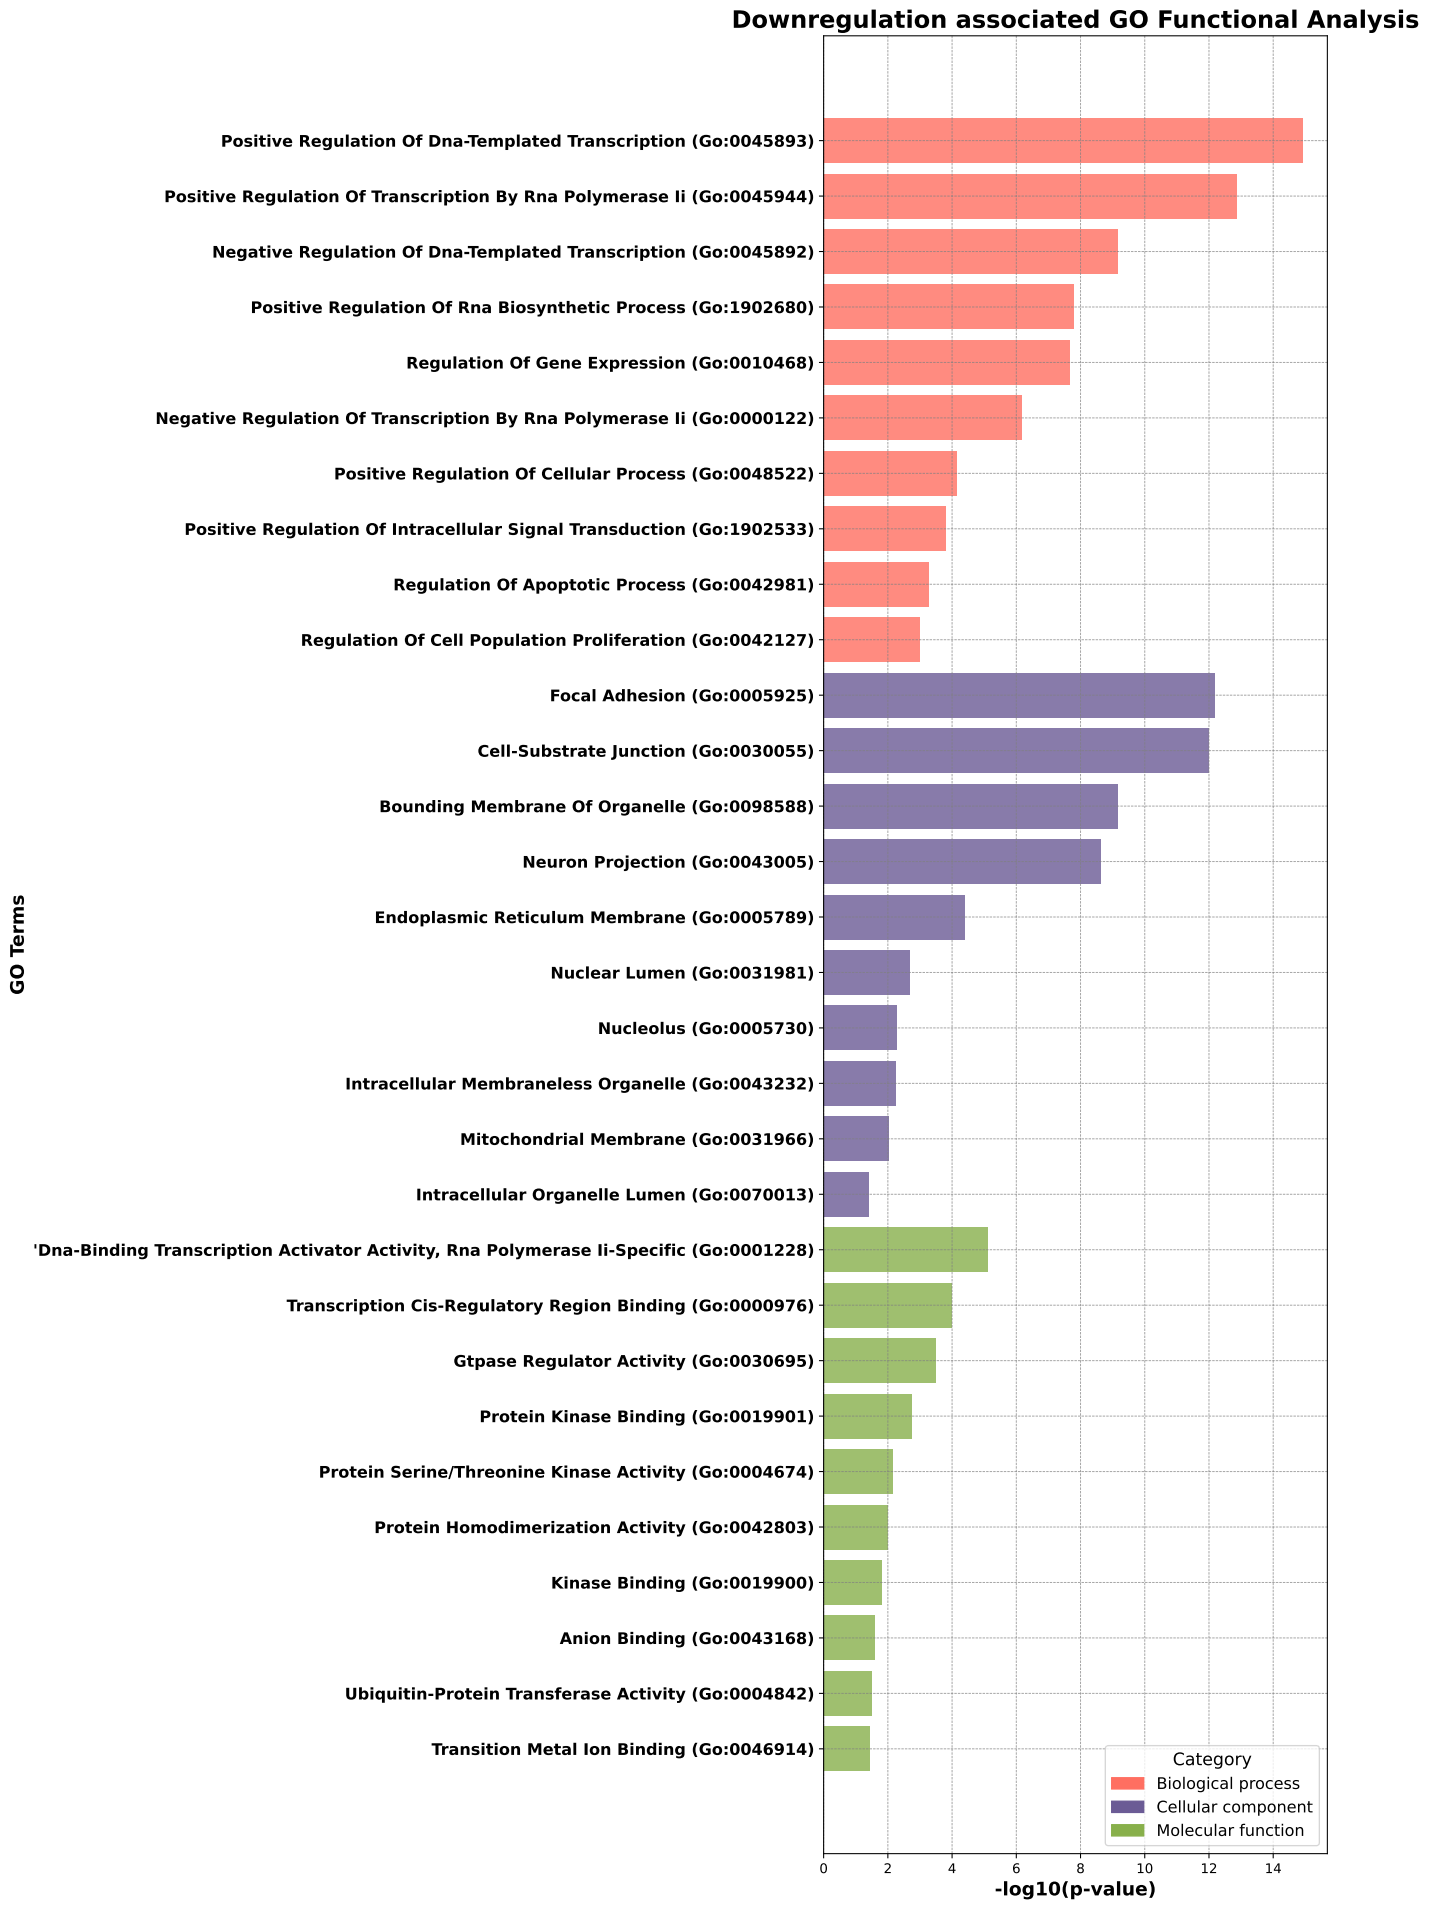 Downregulation associated GO Functional Analysis
Positive Regulation Of Dna-Templated Transcription (Go:0045893)
Positive Regulation Of Transcription By Rna Polymerase Ii (Go:0045944)
Negative Regulation Of Dna-Templated Transcription (Go:0045892)
Positive Regulation Of Rna Biosynthetic Process (Go:1902680)
Regulation Of Gene Expression (Go:0010468)
Negative Regulation Of Transcription By Rna Polymerase Ii (Go:0000122)
Positive Regulation Of Cellular Process (Go:0048522)
Positive Regulation Of Intracellular Signal Transduction (Go:1902533)
Regulation Of Apoptotic Process (Go:0042981)
Regulation Of Cell Population Proliferation (Go:0042127)
Focal Adhesion (Go:0005925)
Cell-Substrate Junction (Go:0030055)
Bounding Membrane Of Organelle (Go:0098588)
Neuron Projection (Go:0043005)
Endoplasmic Reticulum Membrane (Go:0005789)
Nuclear Lumen (Go:0031981)
Nucleolus (Go:0005730)
Intracellular Membraneless Organelle (Go:0043232)
Mitochondrial Membrane (Go:0031966)
Intracellular Organelle Lumen (Go:0070013)
'Dna-Binding Transcription Activator Activity, Rna Polymerase Ii-Specific (Go:0001228)
Transcription Cis-Regulatory Region Binding (Go:0000976)
Gtpase Regulator Activity (Go:0030695)
Protein Kinase Binding (Go:0019901)
Protein Serine/Threonine Kinase Activity (Go:0004674)
Protein Homodimerization Activity (Go:0042803)
Kinase Binding (Go:0019900)
Anion Binding (Go:0043168)
Ubiquitin-Protein Transferase Activity (Go:0004842)
Transition Metal Ion Binding (Go:0046914)
GO Terms
Category
Biological process
Cellular component
Molecular function
0 2 4 6 8 10 12 14
-log10(p-value)